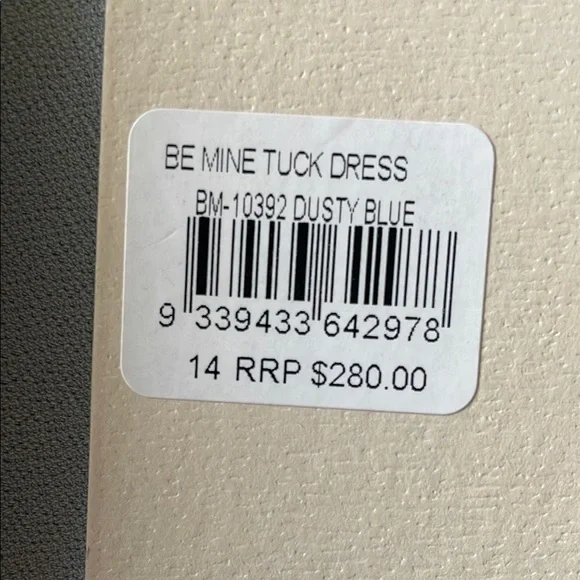 BE MINE TUCK DRESS
BM-10392 DUSTY BLUE
9 339433 642978
14 RRP $280.00